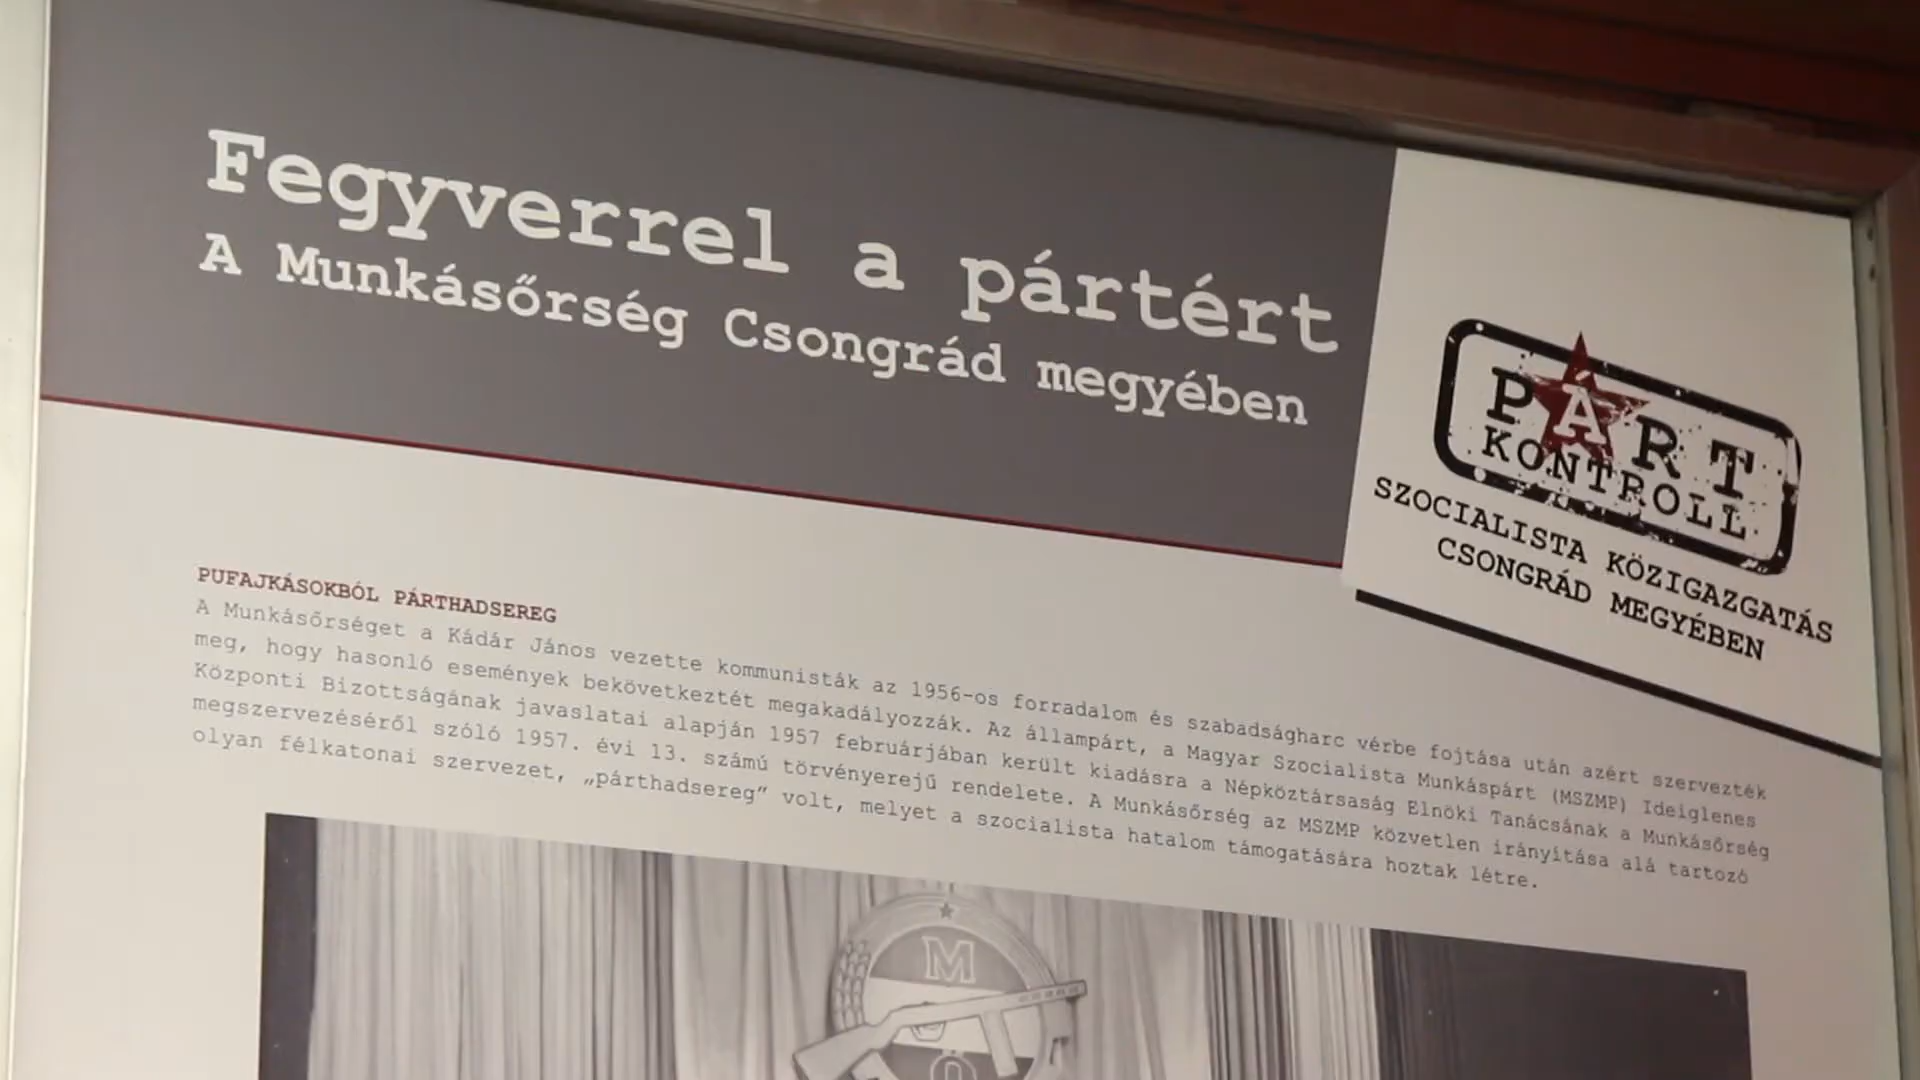 Fegyverrel a pártért
A Munkásőrség Csongrád megyében
PÁRT
KONTROLL
SZOCIALISTA KÖZIGAZGATÁS
CSONGRÁD MEGYÉBEN
PUFAJKÁSOKBÓL PÁRTHADSEREG
A Munkásőrséget a Kádár János vezette kommunisták az 1956-os forradalom és szabadságharc vérbe fojtása után azért szervezték
meg, hogy hasonló események bekövetkeztét megakadályozzák. Az állampárt, a Magyar Szocialista Munkáspárt (MSZMP) Ideiglenes
Központi Bizottságának javaslatai alapján 1957 februárjában került kiadásra a Népköztársaság Elnöki Tanácsának a Munkásőrség
megszervezéséről szóló 1957. évi 13. számú törvényerejű rendelete. A Munkásőrség az MSZMP közvetlen irányítása alá tartozó
olyan félkatonai szervezet, „párthadsereg” volt, melyet a szocialista hatalom támogatására hoztak létre.
M
Ő